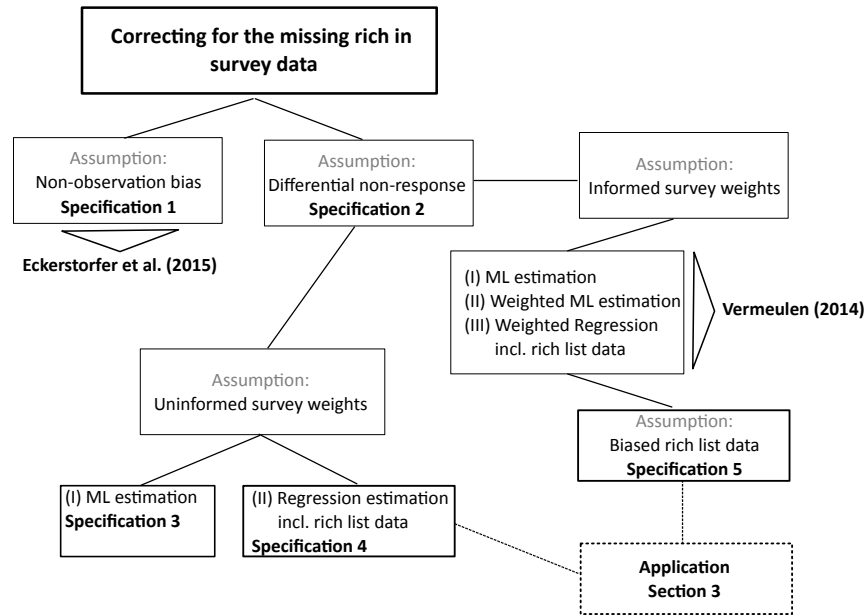 Correcting for the missing rich in
survey data
Assumption:
Non-observation bias
Specification 1
Assumption:
Differential non-response
Specification 2
Assumption:
Informed survey weights
Eckerstorfer et al. (2015)
(I) ML estimation
(II) Weighted ML estimation
(III) Weighted Regression
incl. rich list data
Vermeulen (2014)
Assumption:
Uninformed survey weights
Assumption:
Biased rich list data
Specification 5
(I) ML estimation
Specification 3
(II) Regression estimation
incl. rich list data
Specification 4
Application
Section 3